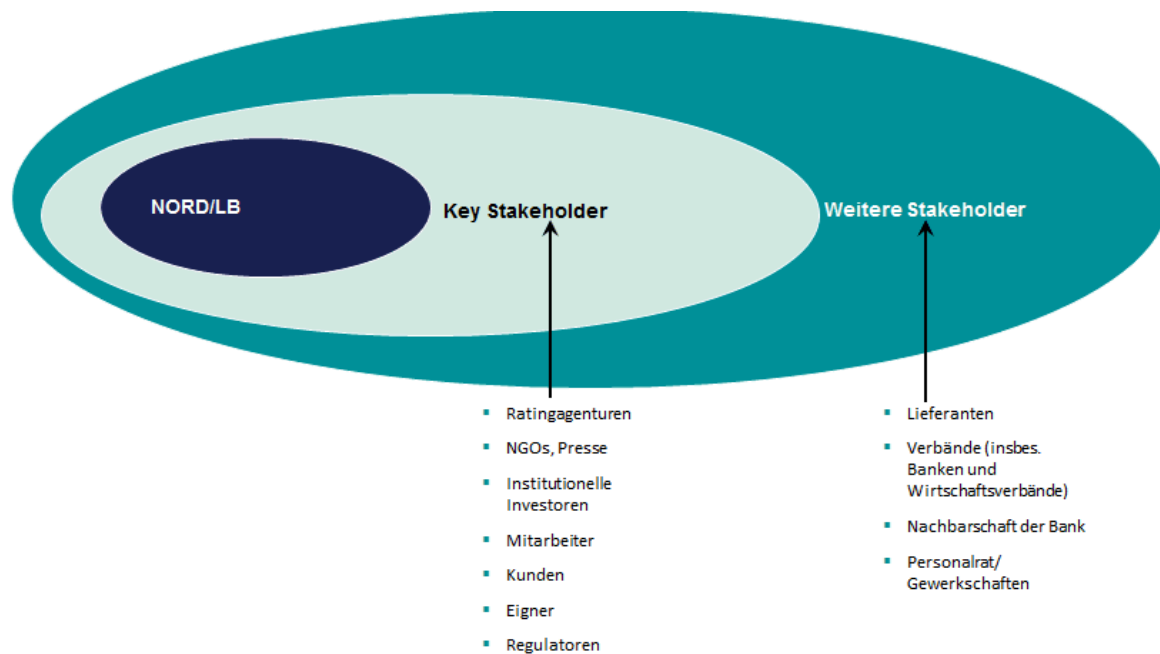 NORD/LB
Key Stakeholder
Weitere Stakeholder
Ratingagenturen
NGOs, Presse
Institutionelle
Investoren
Mitarbeiter
Kunden
Eigner
Regulatoren
Lieferanten
Verbände (insbes.
Banken und
Wirtschaftsverbände)
Nachbarschaft der Bank
Personalrat/
Gewerkschaften